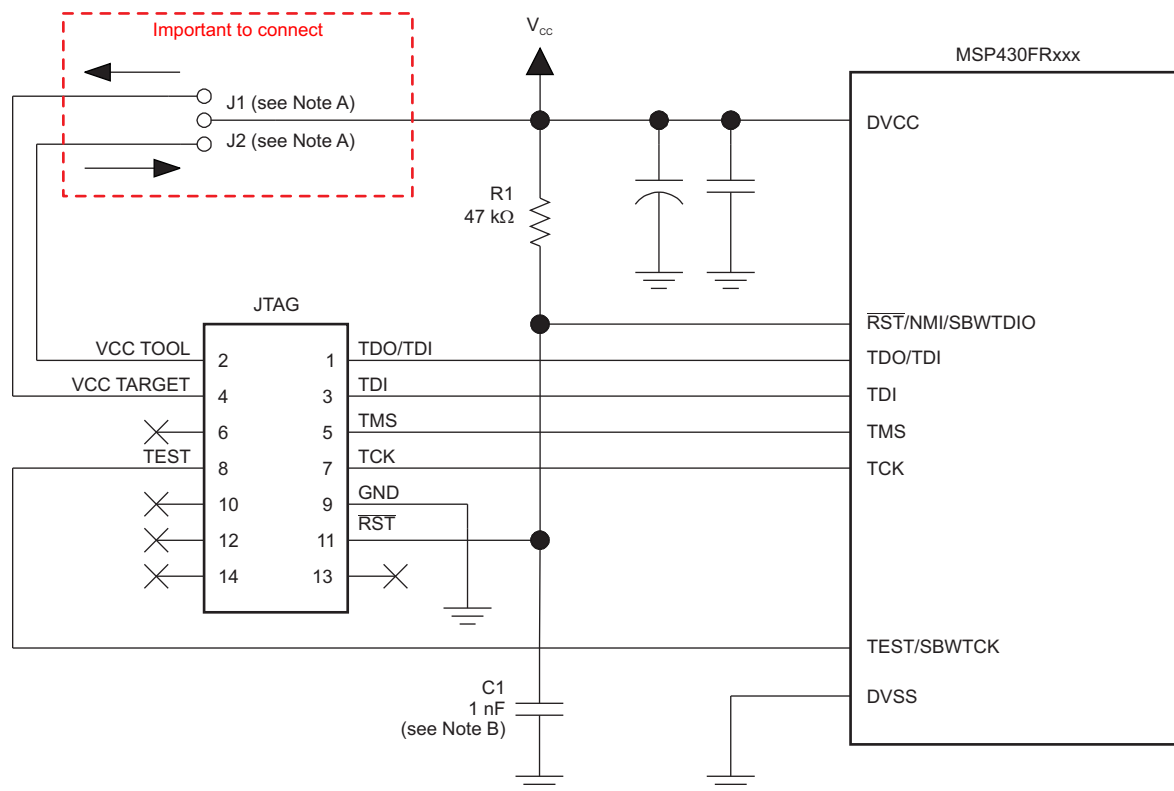 Important to connect
J1 (see Note A)
J2 (see Note A)
VCC
MSP430FRxxx
DVCC
R1
47 kΩ
JTAG
RST/NMI/SBWTDIO
VCC TOOL
2
1
TDO/TDI
TDO/TDI
VCC TARGET
4
3
TDI
TDI
6
5
TMS
TMS
TEST
8
7
TCK
TCK
10
9
GND
12
11
RST
14
13
TEST/SBWTCK
C1
1 nF
(see Note B)
DVSS